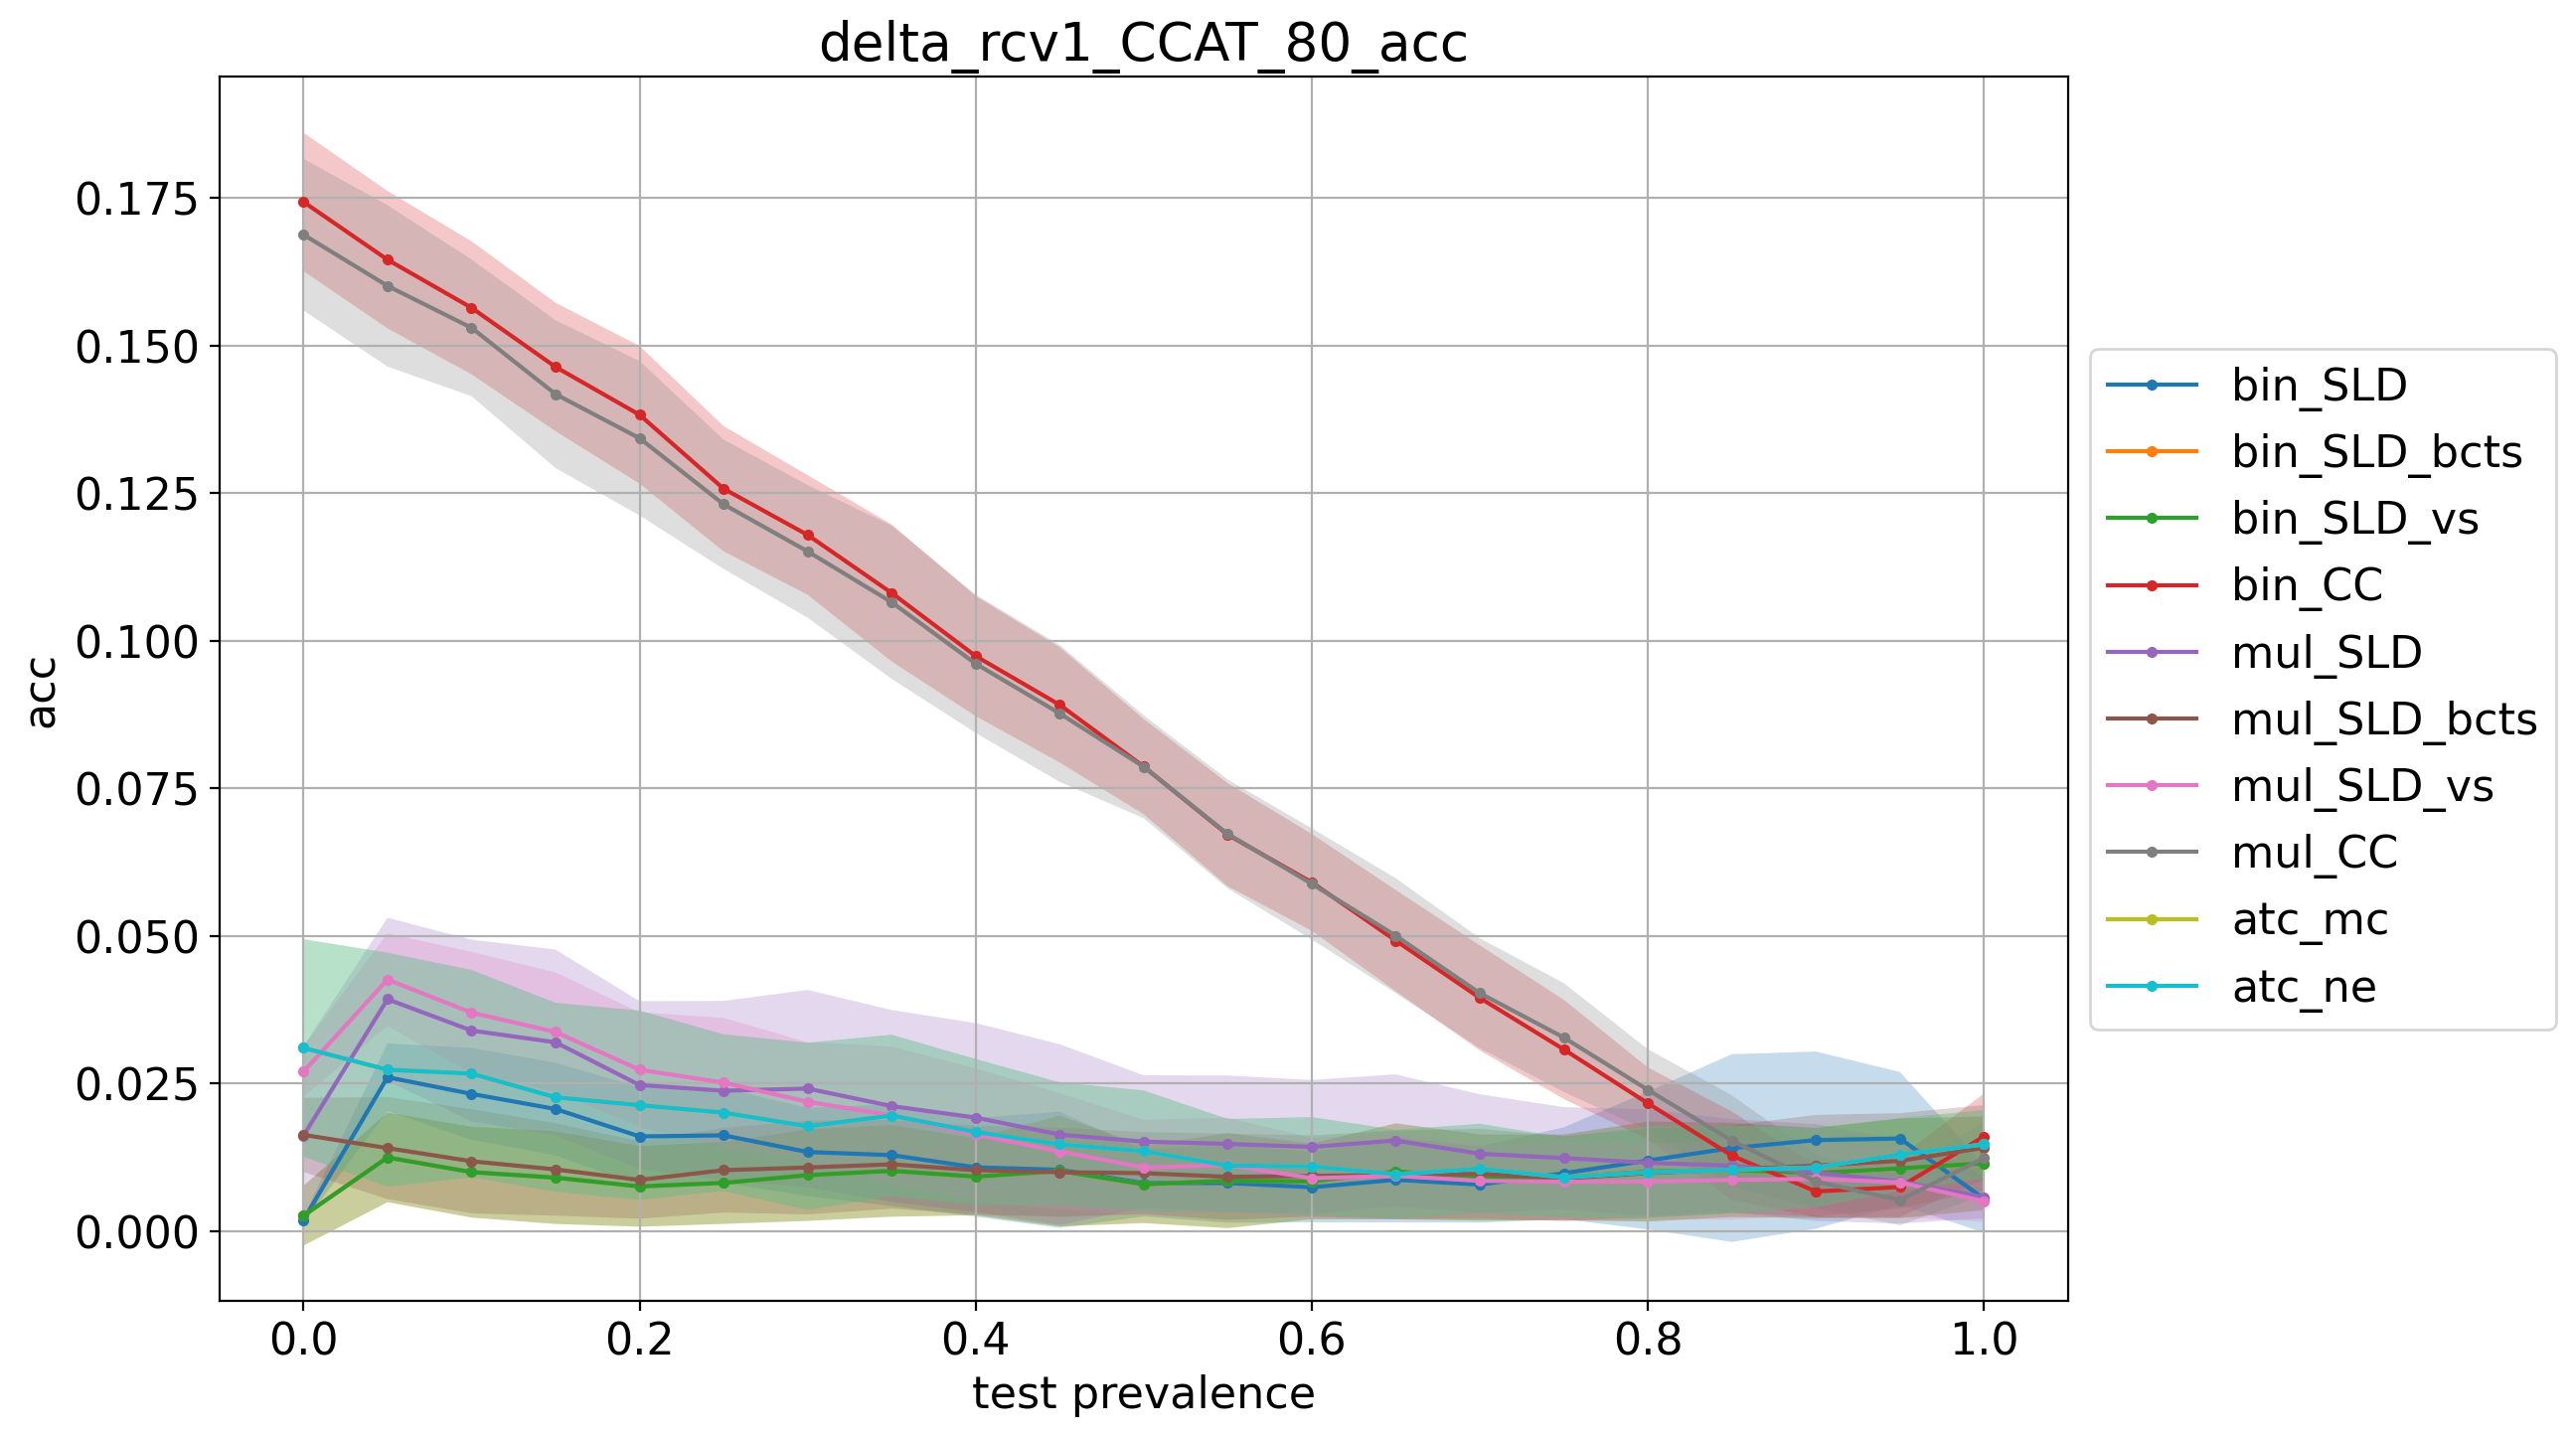 delta_rcv1_CCAT_80_acc
acc
0.175
0.150
0.125
0.100
0.075
0.050
0.025
0.000
0.0 0.2 0.4 0.6 0.8 1.0
test prevalence
bin_SLD
bin_SLD_bcts
bin_SLD_vs
bin_CC
mul_SLD
mul_SLD_bcts
mul_SLD_vs
mul_CC
atc_mc
atc_ne